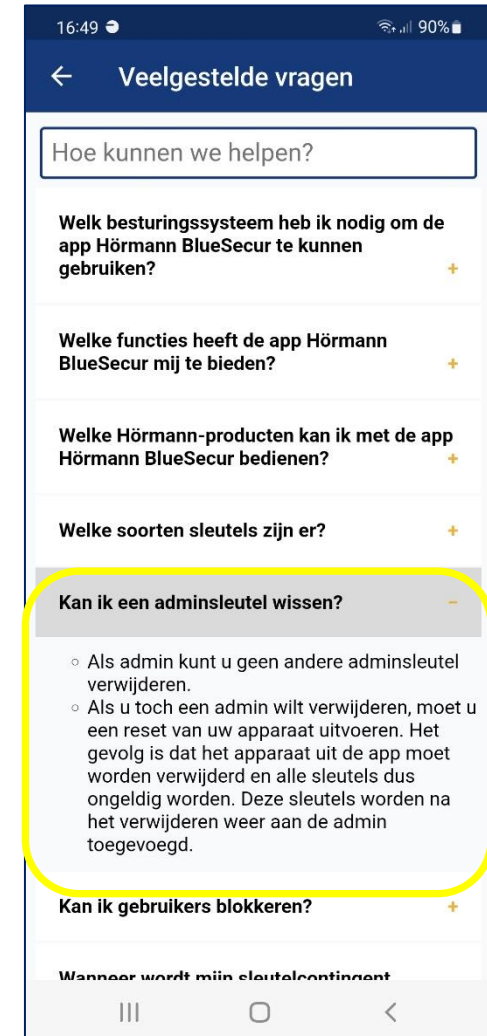 16:49 90%
Veelgestelde vragen
Hoe kunnen we helpen?
Welk besturingssysteem heb ik nodig om de
app Hörmann BlueSecur te kunnen
gebruiken? +
Welke functies heeft de app Hörmann
BlueSecur mij te bieden? +
Welke Hörmann-producten kan ik met de app
Hörmann BlueSecur bedienen? +
Welke soorten sleutels zijn er? +
Kan ik een adminsleutel wissen? −
◦ Als admin kunt u geen andere adminsleutel
verwijderen.
◦ Als u toch een admin wilt verwijderen, moet u
een reset van uw apparaat uitvoeren. Het
gevolg is dat het apparaat uit de app moet
worden verwijderd en alle sleutels dus
ongeldig worden. Deze sleutels worden na
het verwijderen weer aan de admin
toegevoegd.
Kan ik gebruikers blokkeren? +
Wanneer wordt mijn sleutelcontingent